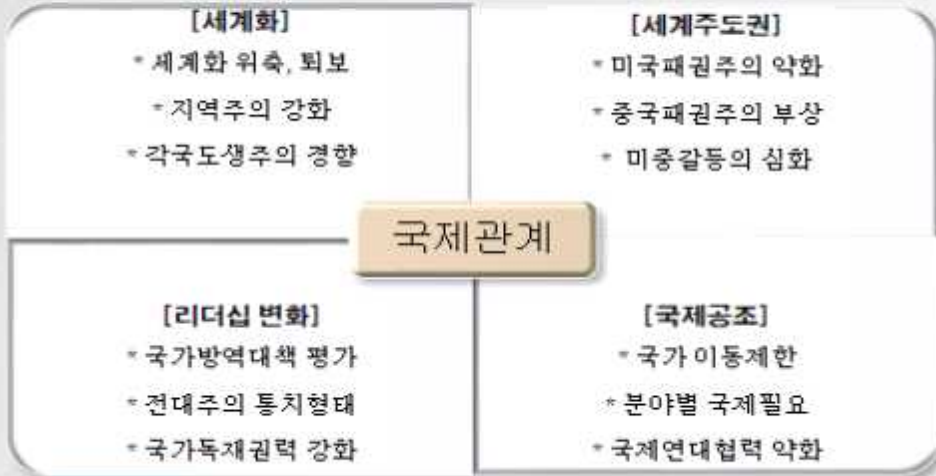 [세계화]
* 세계화 위축, 퇴보
* 지역주의 강화
* 각국도생주의 경향
[세계주도권]
* 미국패권주의 약화
* 중국패권주의 부상
* 미중갈등의 심화
국제관계
[리더십 변화]
* 국가방역대책 평가
* 전대주의 통치형태
* 국가독재권력 강화
[국제공조]
* 국가 이동제한
* 분야별 국제필요
* 국제연대협력 약화